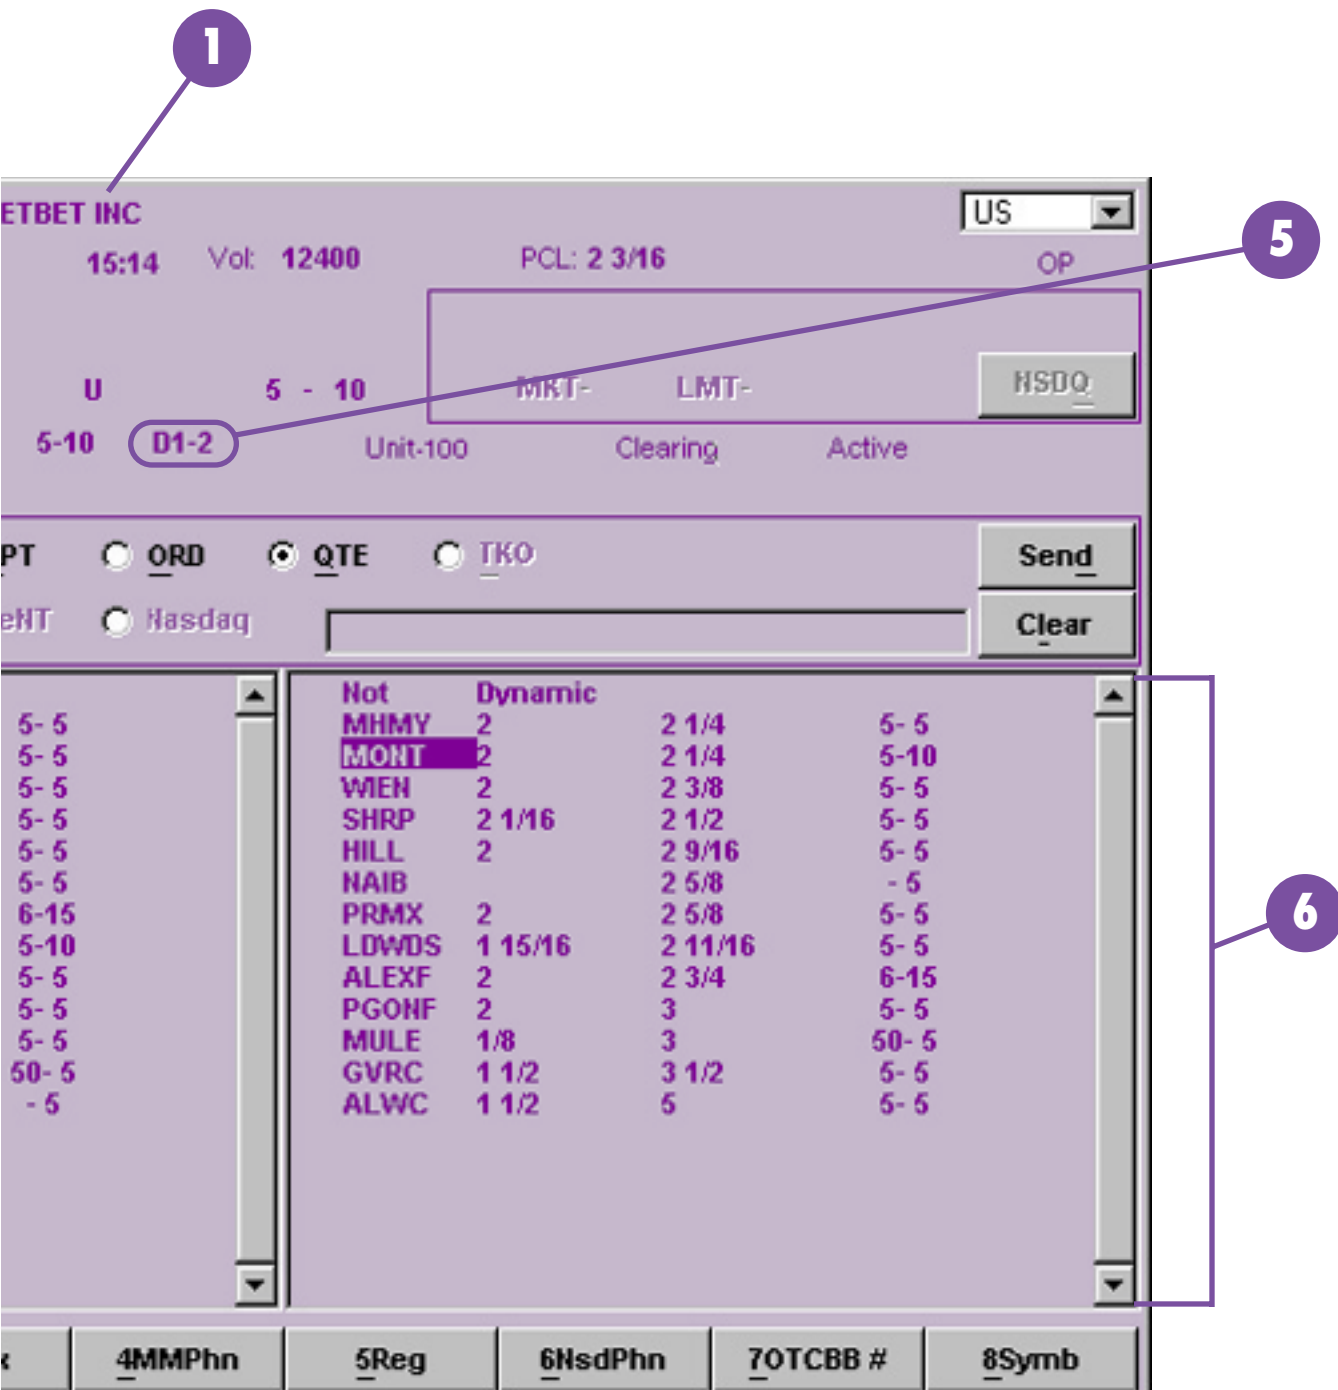 1
ETBET INC US
15:14 Vol: 12400 PCL: 2 3/16 OP
5
U 5 - 10 MKT- LMT- NSDQ
5-10 D1-2 Unit-100 Clearing Active
PT ORD QTE TKO Send
eNT Nasdaq Clear
Not Dynamic
5- 5 MHMY 2 2 1/4 5- 5
5- 5 MONT 2 2 1/4 5-10
5- 5 WIEN 2 2 3/8 5- 5
5- 5 SHRP 2 1/16 2 1/2 5- 5
5- 5 HILL 2 2 9/16 5- 5
5- 5 NAIB 2 5/8 - 5
6-15 PRMX 2 2 5/8 5- 5
5-10 LDWDS 1 15/16 2 11/16 5- 5
5- 5 ALEXF 2 2 3/4 6-15
5- 5 PGONF 2 3 5- 5
5- 5 MULE 1/8 3 50- 5
50- 5 GVRC 1 1/2 3 1/2 5- 5
- 5 ALWC 1 1/2 5 5- 5
6
4MMPhn 5Reg 6NsdPhn 7OTCBB # 8Symb